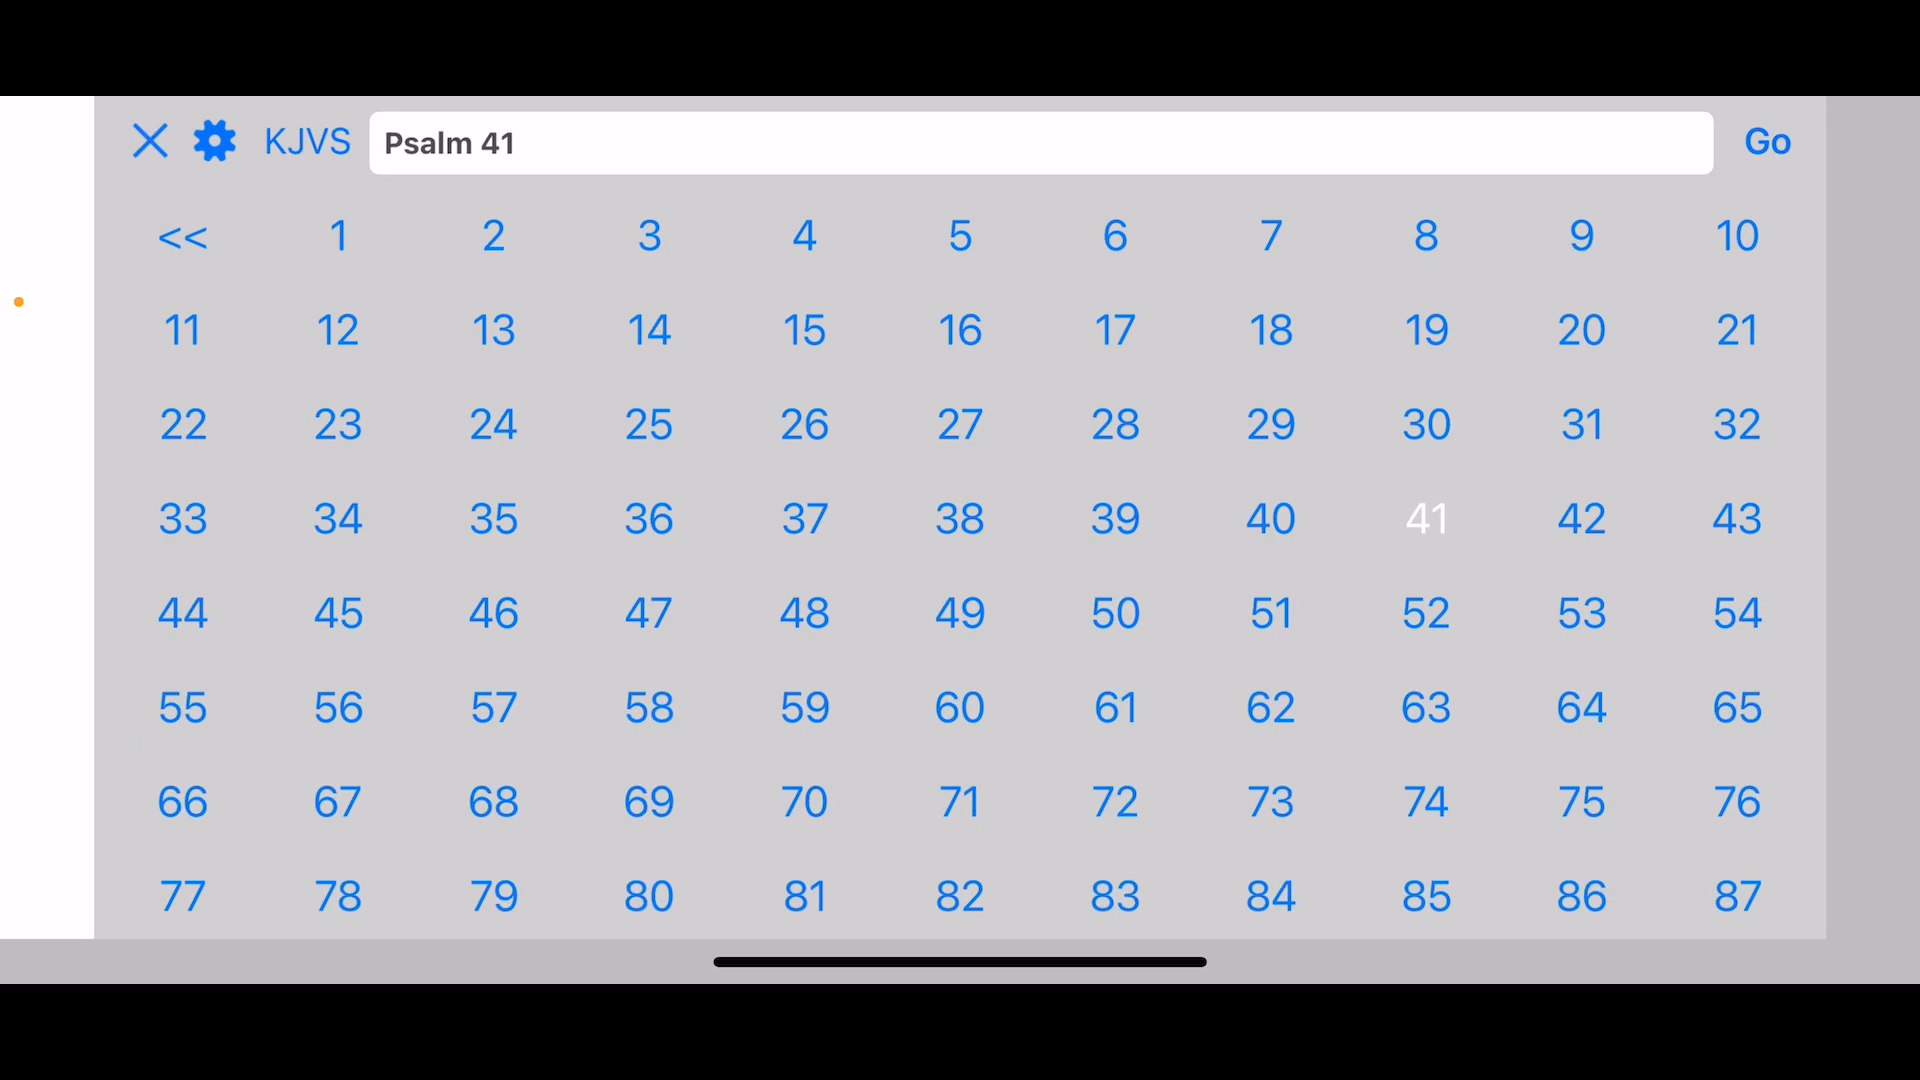 KJVS Psalm 41 Go
<< 1 2 3 4 5 6 7 8 9 10
11 12 13 14 15 16 17 18 19 20 21
22 23 24 25 26 27 28 29 30 31 32
33 34 35 36 37 38 39 40 41 42 43
44 45 46 47 48 49 50 51 52 53 54
55 56 57 58 59 60 61 62 63 64 65
66 67 68 69 70 71 72 73 74 75 76
77 78 79 80 81 82 83 84 85 86 87